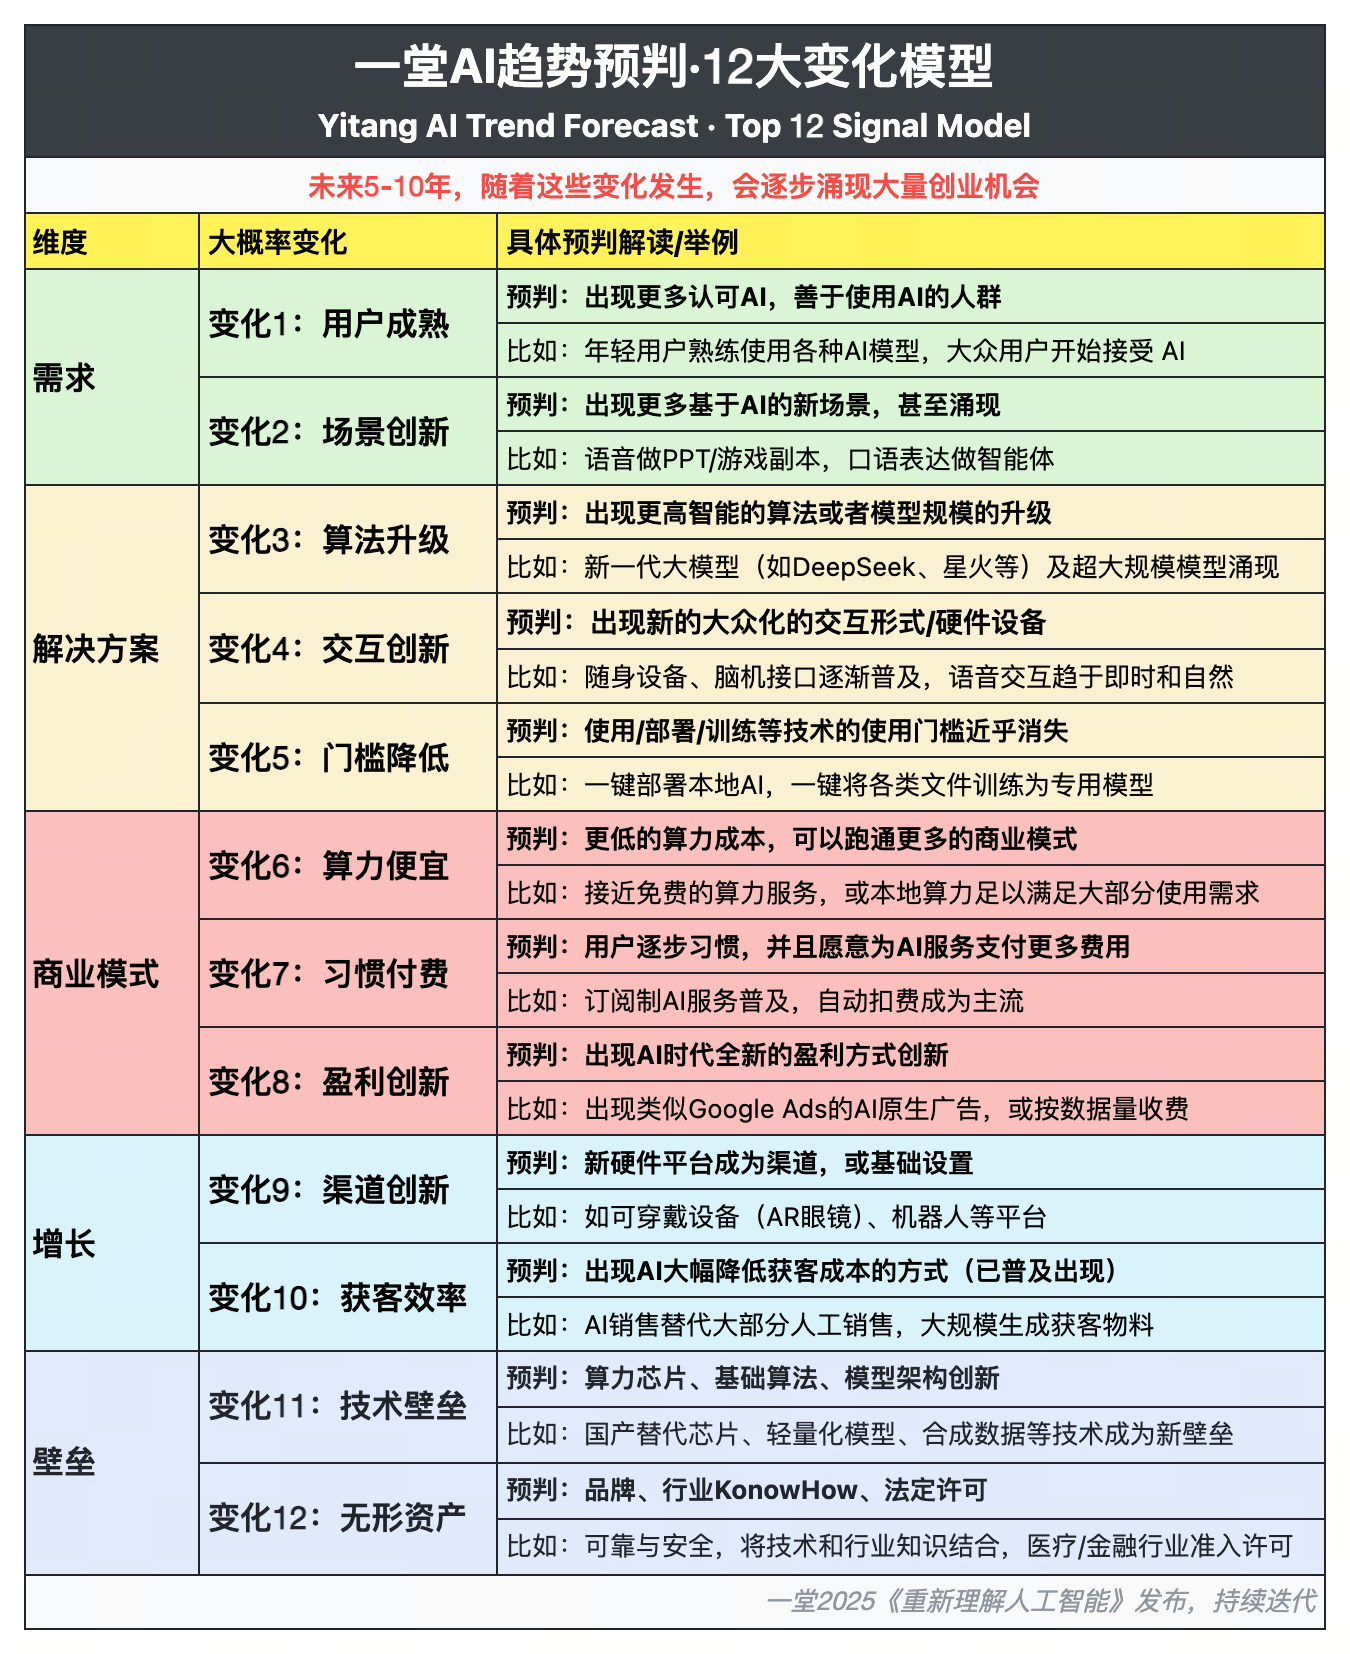 一堂AI趋势预判·12大变化模型
Yitang AI Trend Forecast · Top 12 Signal Model
未来5-10年，随着这些变化发生，会逐步涌现大量创业机会
维度
大概率变化
具体预判解读/举例
需求
变化1：用户成熟
预判：出现更多认可AI，善于使用AI的人群
比如：年轻用户熟练使用各种AI模型，大众用户开始接受 AI
变化2：场景创新
预判：出现更多基于AI的新场景，甚至涌现
比如：语音做PPT/游戏副本，口语表达做智能体
解决方案
变化3：算法升级
预判：出现更高智能的算法或者模型规模的升级
比如：新一代大模型（如DeepSeek、星火等）及超大规模模型涌现
变化4：交互创新
预判：出现新的大众化的交互形式/硬件设备
比如：随身设备、脑机接口逐渐普及，语音交互趋于即时和自然
变化5：门槛降低
预判：使用/部署/训练等技术的使用门槛近乎消失
比如：一键部署本地AI，一键将各类文件训练为专用模型
商业模式
变化6：算力便宜
预判：更低的算力成本，可以跑通更多的商业模式
比如：接近免费的算力服务，或本地算力足以满足大部分使用需求
变化7：习惯付费
预判：用户逐步习惯，并且愿意为AI服务支付更多费用
比如：订阅制AI服务普及，自动扣费成为主流
变化8：盈利创新
预判：出现AI时代全新的盈利方式创新
比如：出现类似Google Ads的AI原生广告，或按数据量收费
增长
变化9：渠道创新
预判：新硬件平台成为渠道，或基础设置
比如：如可穿戴设备（AR眼镜）、机器人等平台
变化10：获客效率
预判：出现AI大幅降低获客成本的方式（已普及出现）
比如：AI销售替代大部分人工销售，大规模生成获客物料
壁垒
变化11：技术壁垒
预判：算力芯片、基础算法、模型架构创新
比如：国产替代芯片、轻量化模型、合成数据等技术成为新壁垒
变化12：无形资产
预判：品牌、行业KonowHow、法定许可
比如：可靠与安全，将技术和行业知识结合，医疗/金融行业准入许可
一堂2025《重新理解人工智能》发布，持续迭代